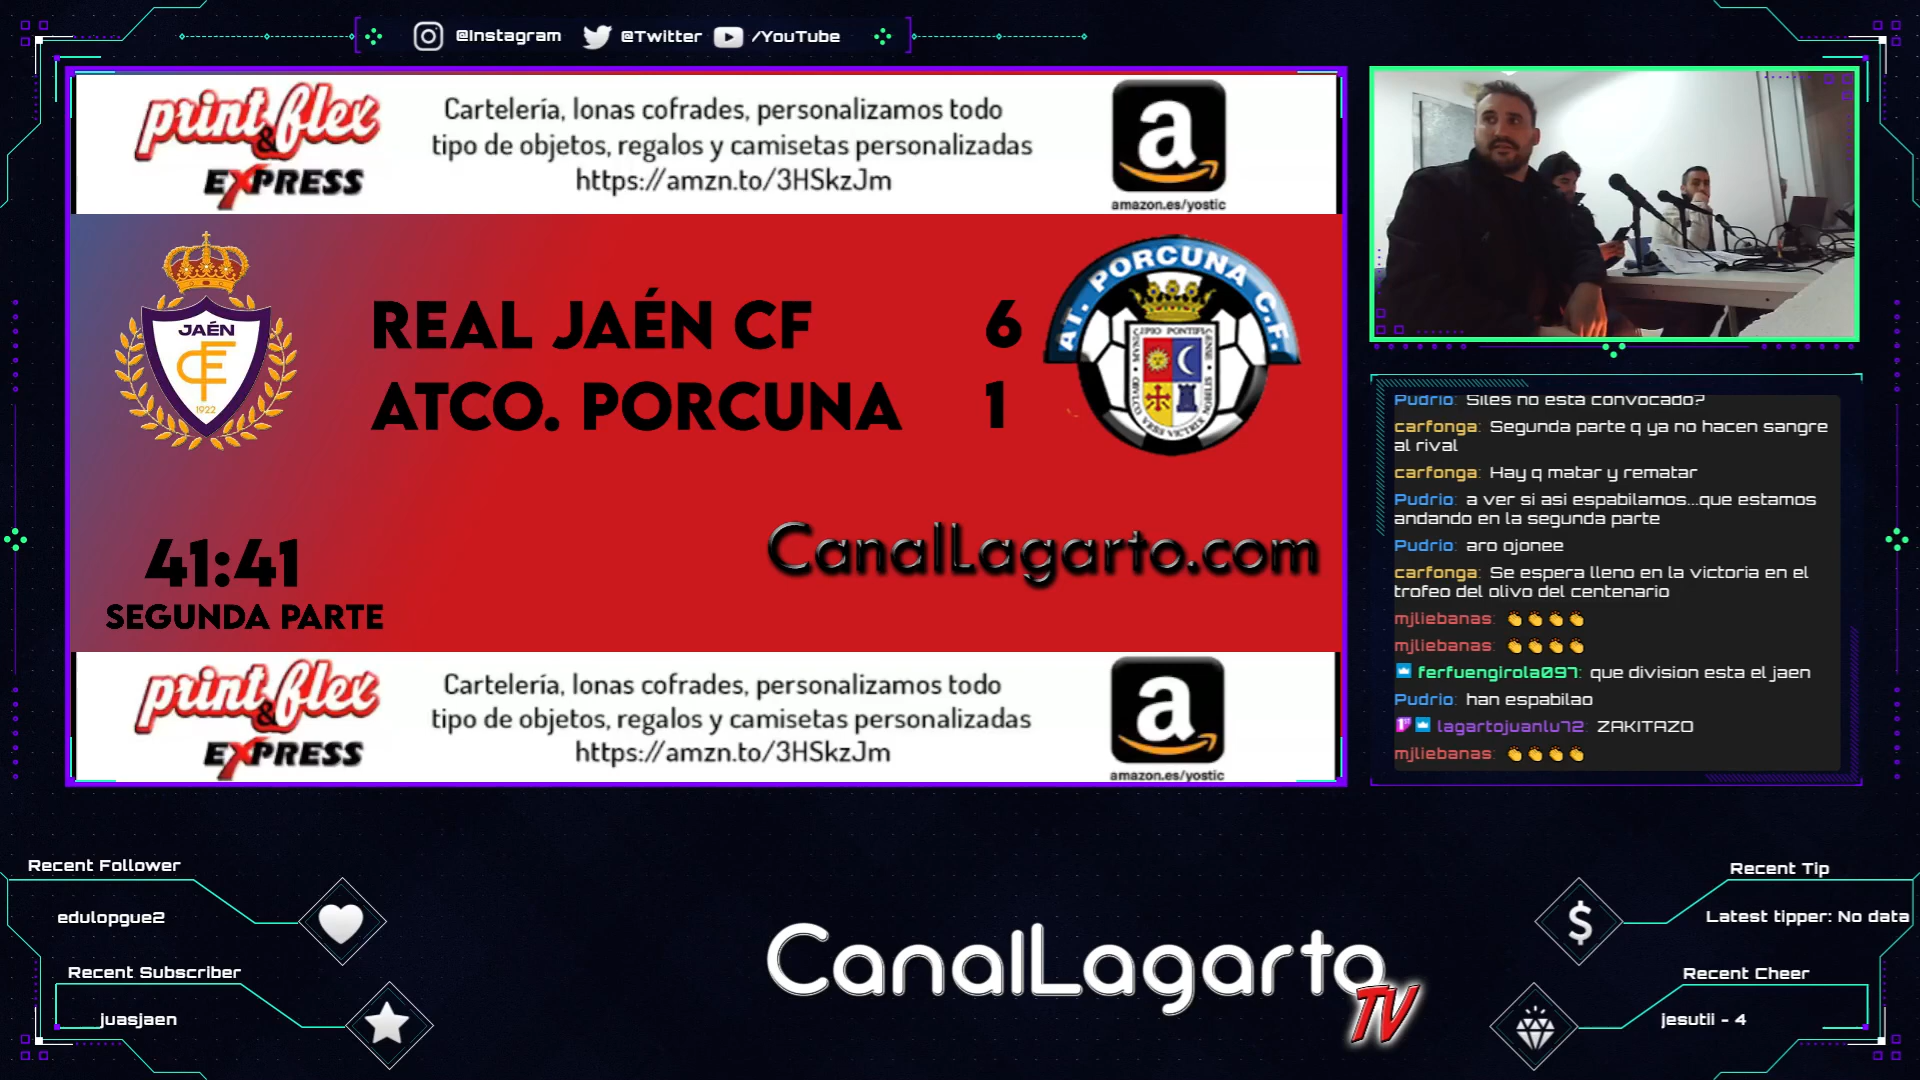 @Instagram @Twitter /YouTube
print & flex
EXPRESS
Cartelería, lonas cofrades, personalizamos todo
tipo de objetos, regalos y camisetas personalizadas
https://amzn.to/3HSkzJm
a
amazon.es/yostic
JAÉN
CF
1922
REAL JAÉN CF 6
ATCO. PORCUNA 1
AT. PORCUNA C.F.
41:41
SEGUNDA PARTE
CanalLagarto.com
print & flex
EXPRESS
Cartelería, lonas cofrades, personalizamos todo
tipo de objetos, regalos y camisetas personalizadas
https://amzn.to/3HSkzJm
a
amazon.es/yostic
Pudrio: Siles no esta convocado?
carfonga: Segunda parte q ya no hacen sangre
al rival
carfonga: Hay q matar y rematar
Pudrio: a ver si asi espabilamos...que estamos
andando en la segunda parte
Pudrio: aro ojonee
carfonga: Se espera lleno en la victoria en el
trofeo del olivo del centenario
mjliebanas: 👏 👏 👏 👏
mjliebanas: 👏 👏 👏 👏
ferfuengirola097: que division esta el jaen
Pudrio: han espabilao
1st lagartojuanlu72: ZAKITAZO
mjliebanas: 👏 👏 👏 👏
Recent Follower
edulopgue2
Recent Subscriber
juasjaen
CanalLagarto
TV
Recent Tip
$
Latest tipper: No data
Recent Cheer
jesutii - 4